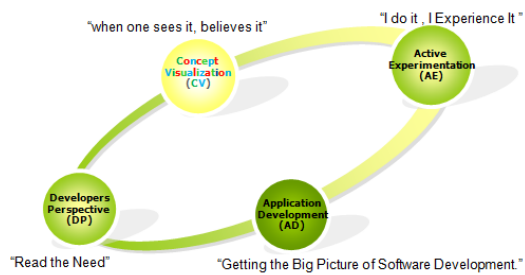 “when one sees it, believes it”
“I do it , I Experience It ”
Concept
Visualization
(CV)
Active
Experimentation
(AE)
Developers
Perspective
(DP)
Application
Development
(AD)
“Read the Need”
“Getting the Big Picture of Software Development.”